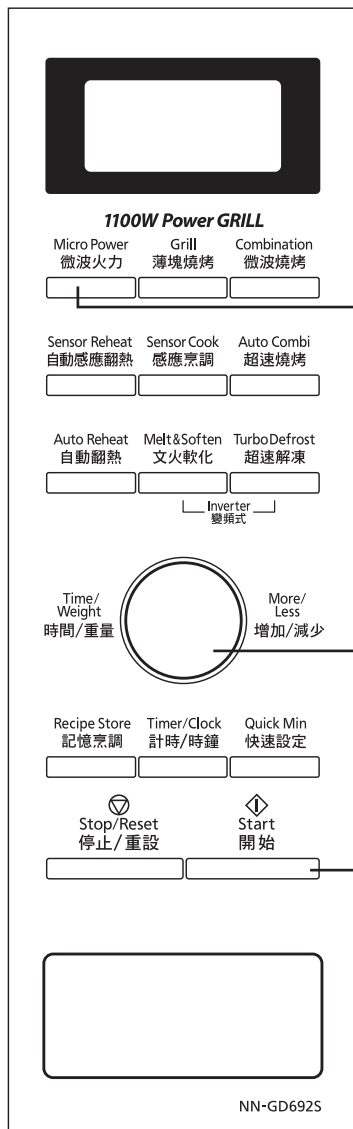 1100W Power GRILL
Micro Power Grill Combination
微波火力 薄塊燒烤 微波燒烤
Sensor Reheat Sensor Cook Auto Combi
自動感應翻熱 感應烹調 超速燒烤
Auto Reheat Melt&Soften TurboDefrost
自動翻熱 文火軟化 超速解凍
Inverter
變頻式
Time/
Weight
時間/重量
More/
Less
增加/減少
Recipe Store Timer/Clock Quick Min
記憶烹調 計時/時鐘 快速設定
Stop/Reset Start
停止/重設 開始
NN-GD692S